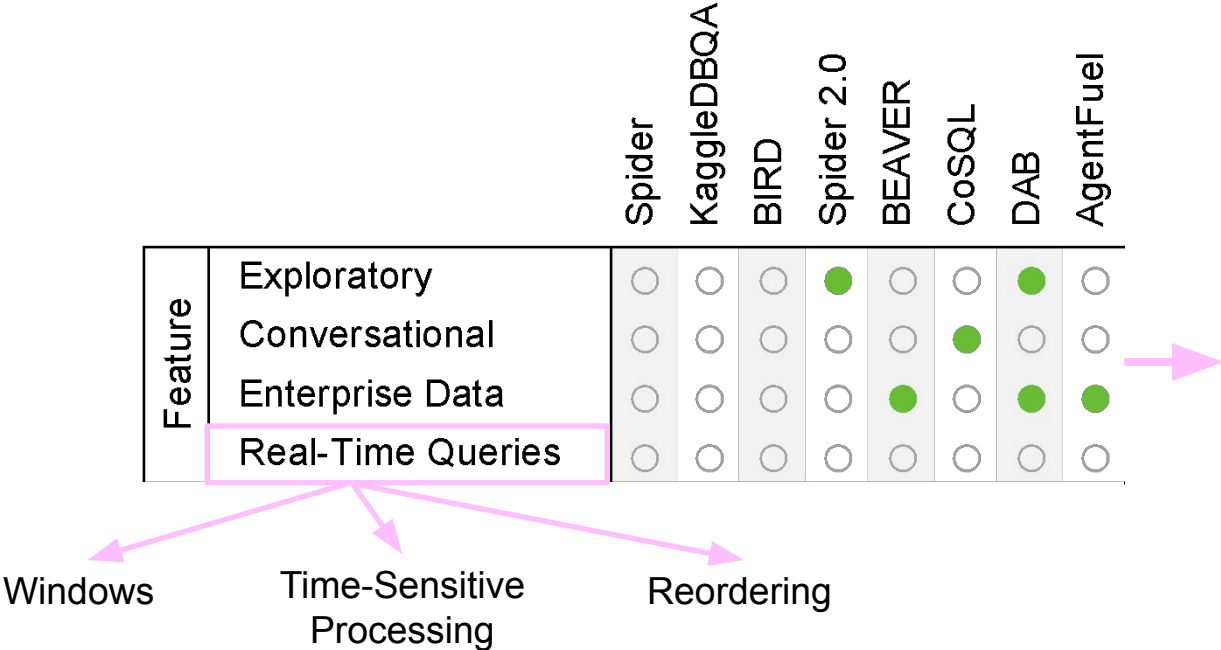 Spider
KaggleDBQA
BIRD
Spider 2.0
BEAVER
CoSQL
DAB
AgentFuel
Feature
Exploratory
Conversational
Enterprise Data
Real-Time Queries
Windows
Time-Sensitive
Processing
Reordering